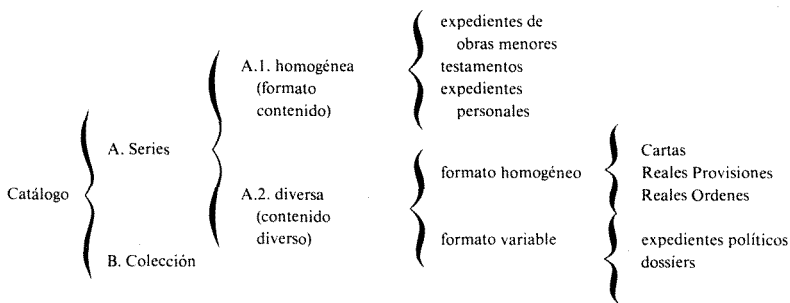 Catálogo
A. Series
B. Colección
A.1. homogénea
(formato
contenido)
A.2. diversa
(contenido
diverso)
expedientes de
obras menores
testamentos
expedientes
personales
formato homogéneo
formato variable
Cartas
Reales Provisiones
Reales Ordenes
expedientes políticos
dossiers